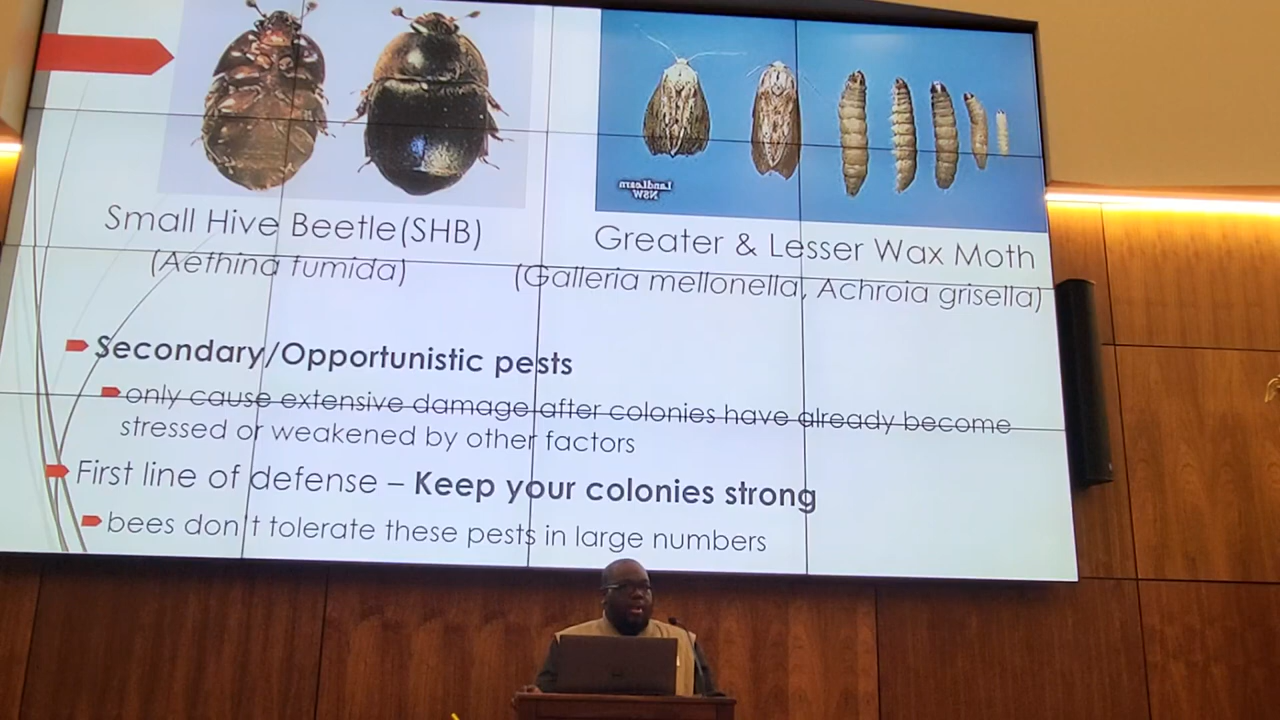 LandLearn
NSW
Small Hive Beetle(SHB)
(Aethina tumida)
Greater & Lesser Wax Moth
(Galleria mellonella, Achroia grisella)
Secondary/Opportunistic pests
only cause extensive damage after colonies have already become
stressed or weakened by other factors
First line of defense – Keep your colonies strong
bees don't tolerate these pests in large numbers